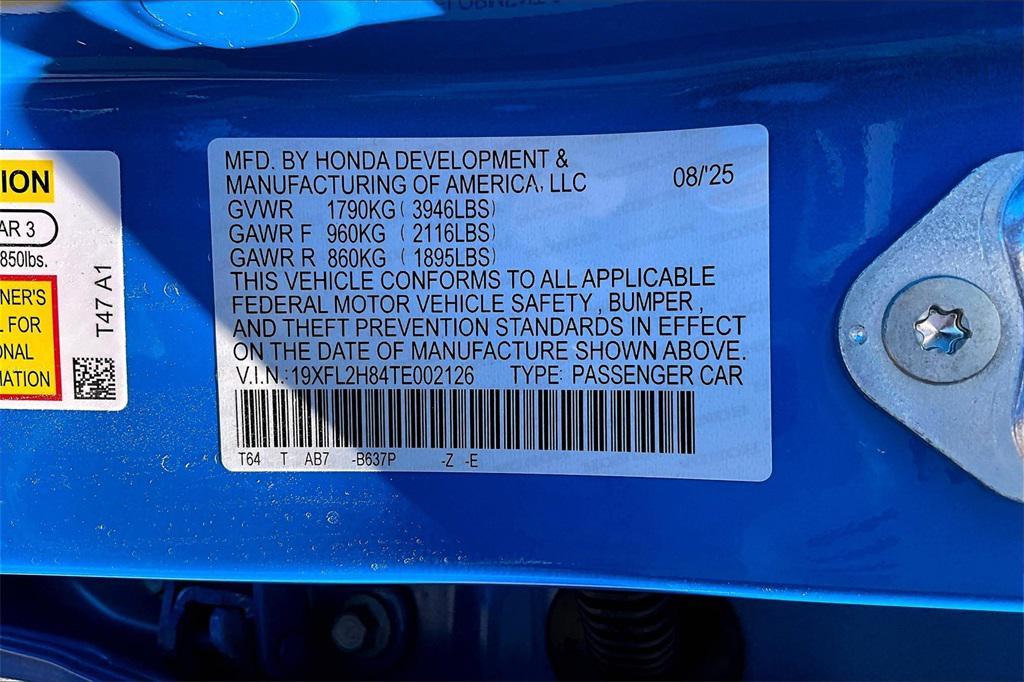 ION
AR 3
850lbs.
NER'S
L FOR
ONAL
MATION
T47 A1
MFD. BY HONDA DEVELOPMENT &
MANUFACTURING OF AMERICA, LLC 08/'25
GVWR 1790KG ( 3946LBS)
GAWR F 960KG ( 2116LBS)
GAWR R 860KG ( 1895LBS)
THIS VEHICLE CONFORMS TO ALL APPLICABLE
FEDERAL MOTOR VEHICLE SAFETY , BUMPER ,
AND THEFT PREVENTION STANDARDS IN EFFECT
ON THE DATE OF MANUFACTURE SHOWN ABOVE.
V.I.N.:19XFL2H84TE002126 TYPE: PASSENGER CAR
T64 T AB7 -B637P -Z -E